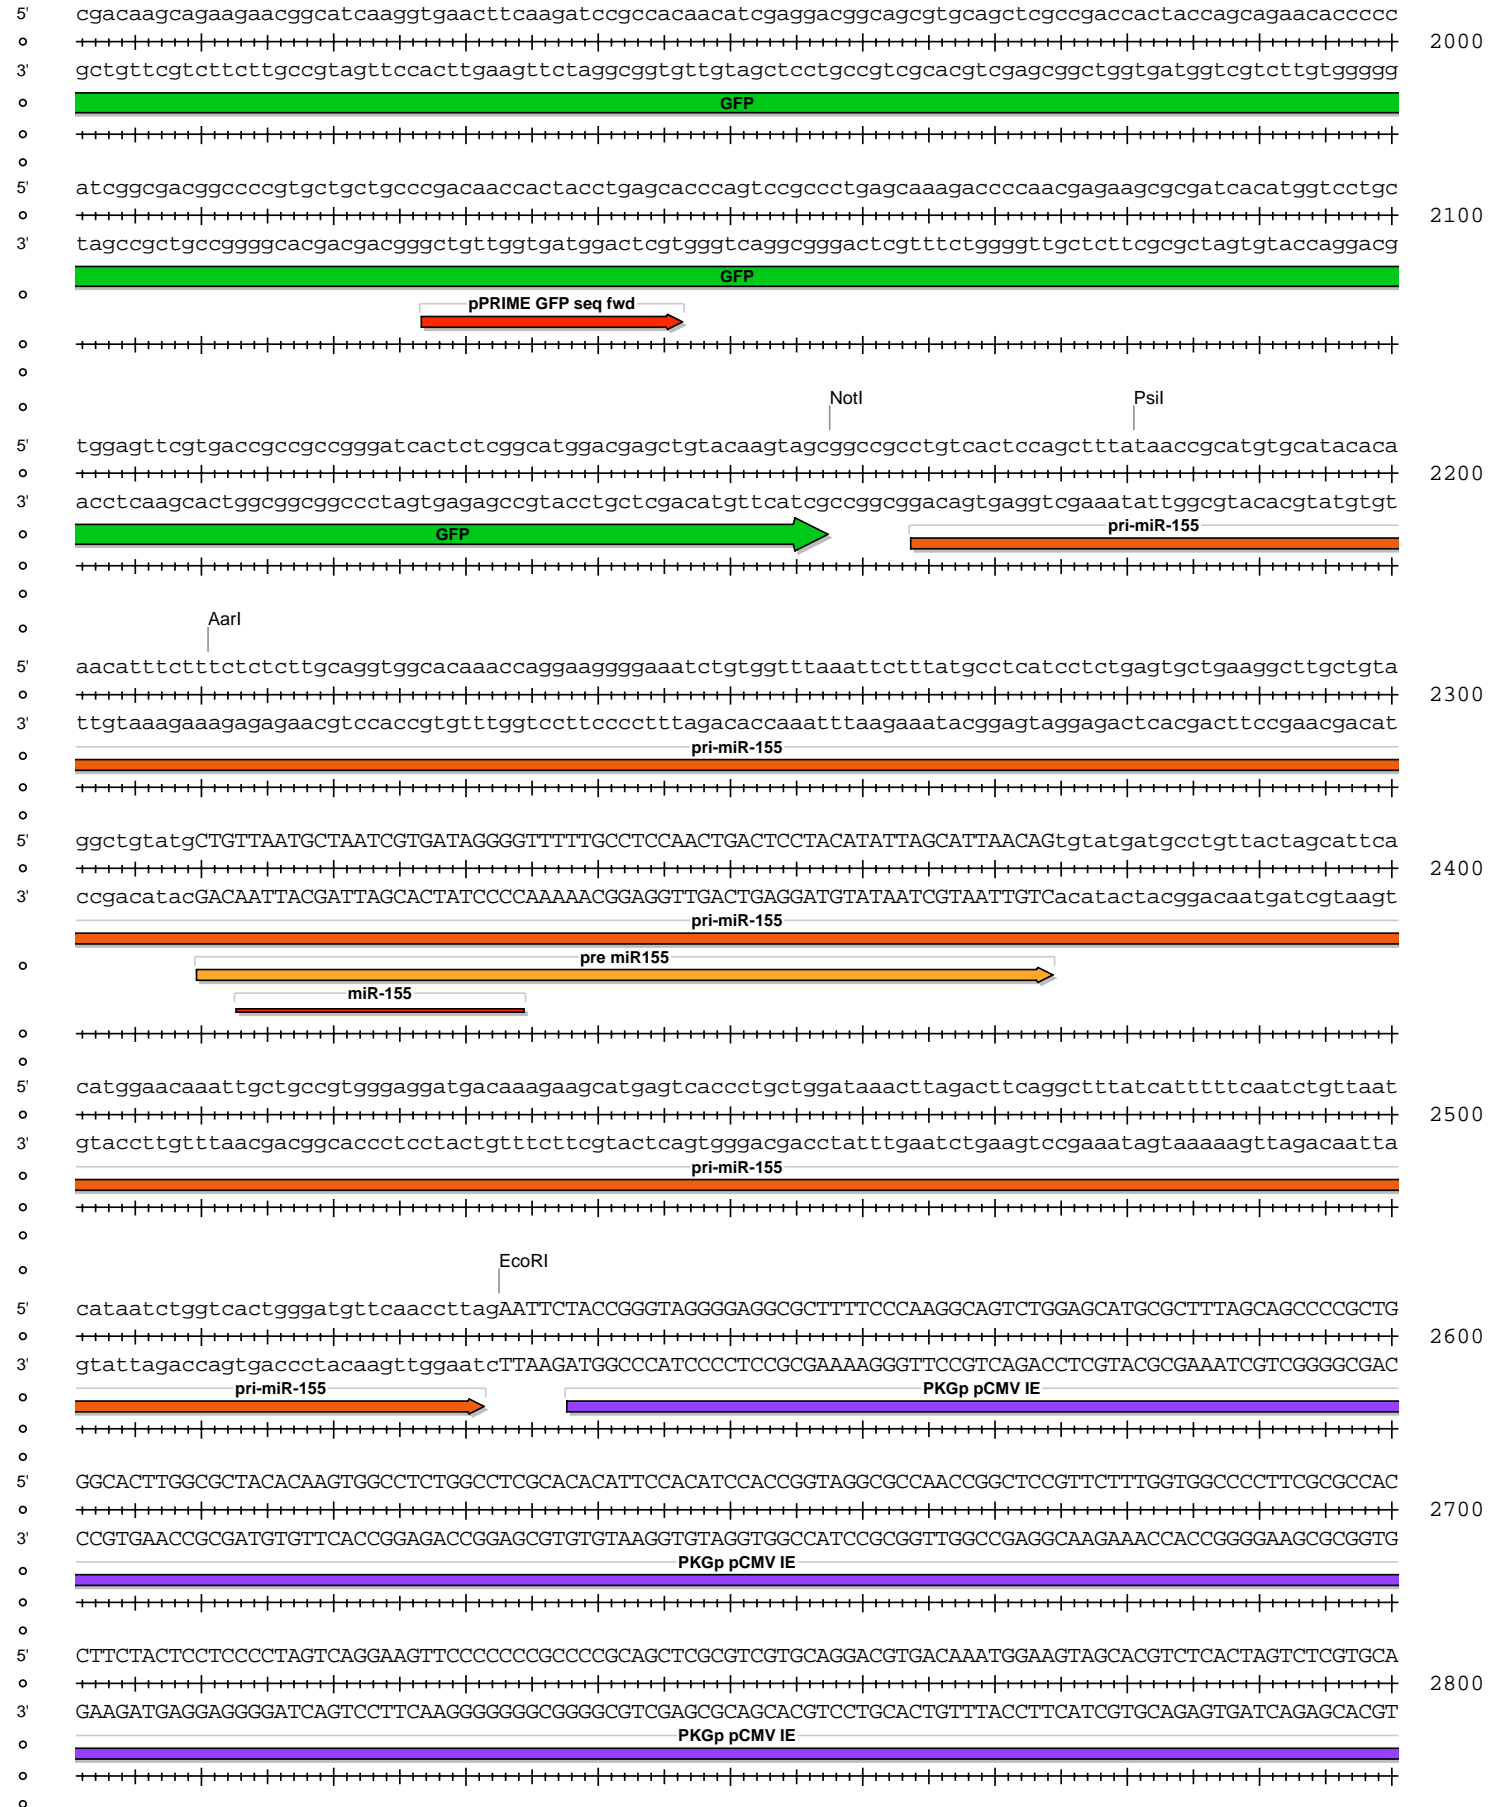 5' cgacaagcagaagaacggcatcaaggtgaacttcaagatccgccacaacatcgaggacggcagcgtgcagctcgccgaccactaccagcagaacaccccc
2000
3' gctgttcgtcttcttgccgtagttccacttgaagttctaggcggtgttgtagctcctgccgtcgcacgtcgagcggctggtgatggtcgtcttgtggggg
GFP
5' atcggcgacggccccgtgctgctgcccgacaaccactacctgagcacccagtccgccctgagcaaagaccccaacgagaagcgcgatcacatggtcctgc
2100
3' tagccgctgccggggcacgacgacgggctgttggtgatggactcgtgggtcaggcgggactcgtttctggggttgctcttcgcgctagtgtaccaggacg
GFP
pPRIME GFP seq fwd
NotI PsiI
5' tggagttcgtgaccgccgccgggatcactctcggcatggacgagctgtacaagtagcggccgcctgtcactccagctttataaccgcatgtgcatacaca
2200
3' acctcaagcactggcggcggccctagtgagagccgtacctgctcgacatgttcatcgccggcggacagtgaggtcgaaatattggcgtacacgtatgtgt
GFP pri-miR-155
AarI
5' aacatttctttctctcttgcaggtggcacaaaccaggaaggggaaatctgtggtttaaattctttatgcctcatcctctgagtgctgaaggcttgctgta
2300
3' ttgtaaagaaagagagaacgtccaccgtgtttggtccttcccctttagacaccaaatttaagaaatacggagtaggagactcacgacttccgaacgacat
pri-miR-155
5' ggctgtatgCTGTTAATGCTAATCGTGATAGGGGTTTTTGCCTCCAACTGACTCCTACATATTAGCATTAACAGtgtatgatgcctgttactagcattca
2400
3' ccgacatacGACAATTACGATTAGCACTATCCCCAAAAACGGAGGTTGACTGAGGATGTATAATCGTAATTGTCacatactacggacaatgatcgtaagt
pri-miR-155
pre miR155
miR-155
5' catggaacaaattgctgccgtgggaggatgacaaagaagcatgagtcaccctgctggataaacttagacttcaggctttatcatttttcaatctgttaat
2500
3' gtaccttgtttaacgacggcaccctcctactgtttcttcgtactcagtgggacgacctatttgaatctgaagtccgaaatagtaaaaagttagacaatta
pri-miR-155
EcoRI
5' cataatctggtcactgggatgttcaaccttagAATTCTACCGGGTAGGGGAGGCGCTTTTCCCAAGGCAGTCTGGAGCATGCGCTTTAGCAGCCCCGCTG
2600
3' gtattagaccagtgaccctacaagttggaatcTTAAGATGGCCCATCCCCTCCGCGAAAAGGGTTCCGTCAGACCTCGTACGCGAAATCGTCGGGGCGAC
pri-miR-155 PKGp pCMV IE
5' GGCACTTGGCGCTACACAAGTGGCCTCTGGCCTCGCACACATTCCACATCCACCGGTAGGCGCCAACCGGCTCCGTTCTTTGGTGGCCCCTTCGCGCCAC
2700
3' CCGTGAACCGCGATGTGTTCACCGGAGACCGGAGCGTGTGTAAGGTGTAGGTGGCCATCCGCGGTTGGCCGAGGCAAGAAACCACCGGGGAAGCGCGGTG
PKGp pCMV IE
5' CTTCTACTCCTCCCCTAGTCAGGAAGTTCCCCCCCGCCCCGCAGCTCGCGTCGTGCAGGACGTGACAAATGGAAGTAGCACGTCTCACTAGTCTCGTGCA
2800
3' GAAGATGAGGAGGGGATCAGTCCTTCAAGGGGGGGCGGGGCGTCGAGCGCAGCACGTCCTGCACTGTTTACCTTCATCGTGCAGAGTGATCAGAGCACGT
PKGp pCMV IE